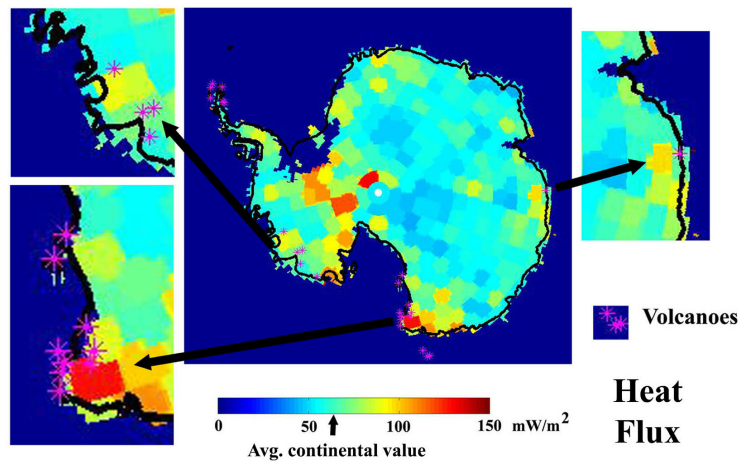 Volcanoes
Heat
Flux
0 50 100 150 mW/m²
Avg. continental value